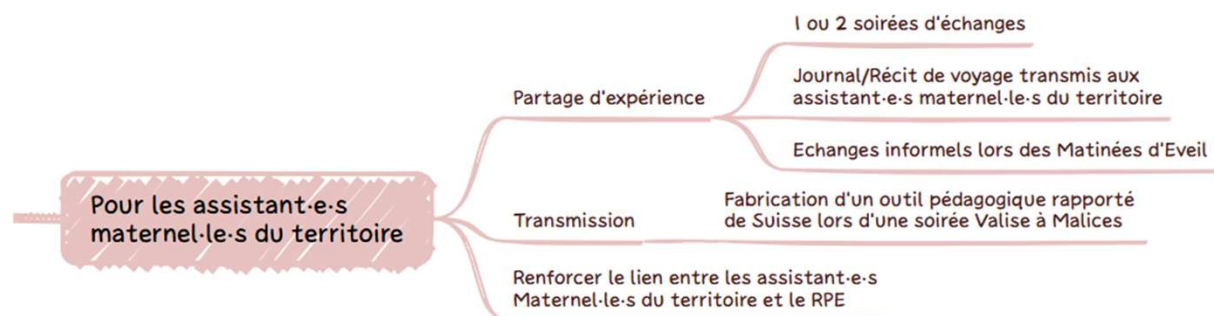 1 ou 2 soirées d'échanges
Journal/Récit de voyage transmis aux
assistant·e·s maternel·le·s du territoire
Partage d'expérience
Echanges informels lors des Matinées d'Eveil
Pour les assistant·e·s
maternel·le·s du territoire
Fabrication d'un outil pédagogique rapporté
de Suisse lors d'une soirée Valise à Malices
Transmission
Renforcer le lien entre les assistant·e·s
Maternel·le·s du territoire et le RPE